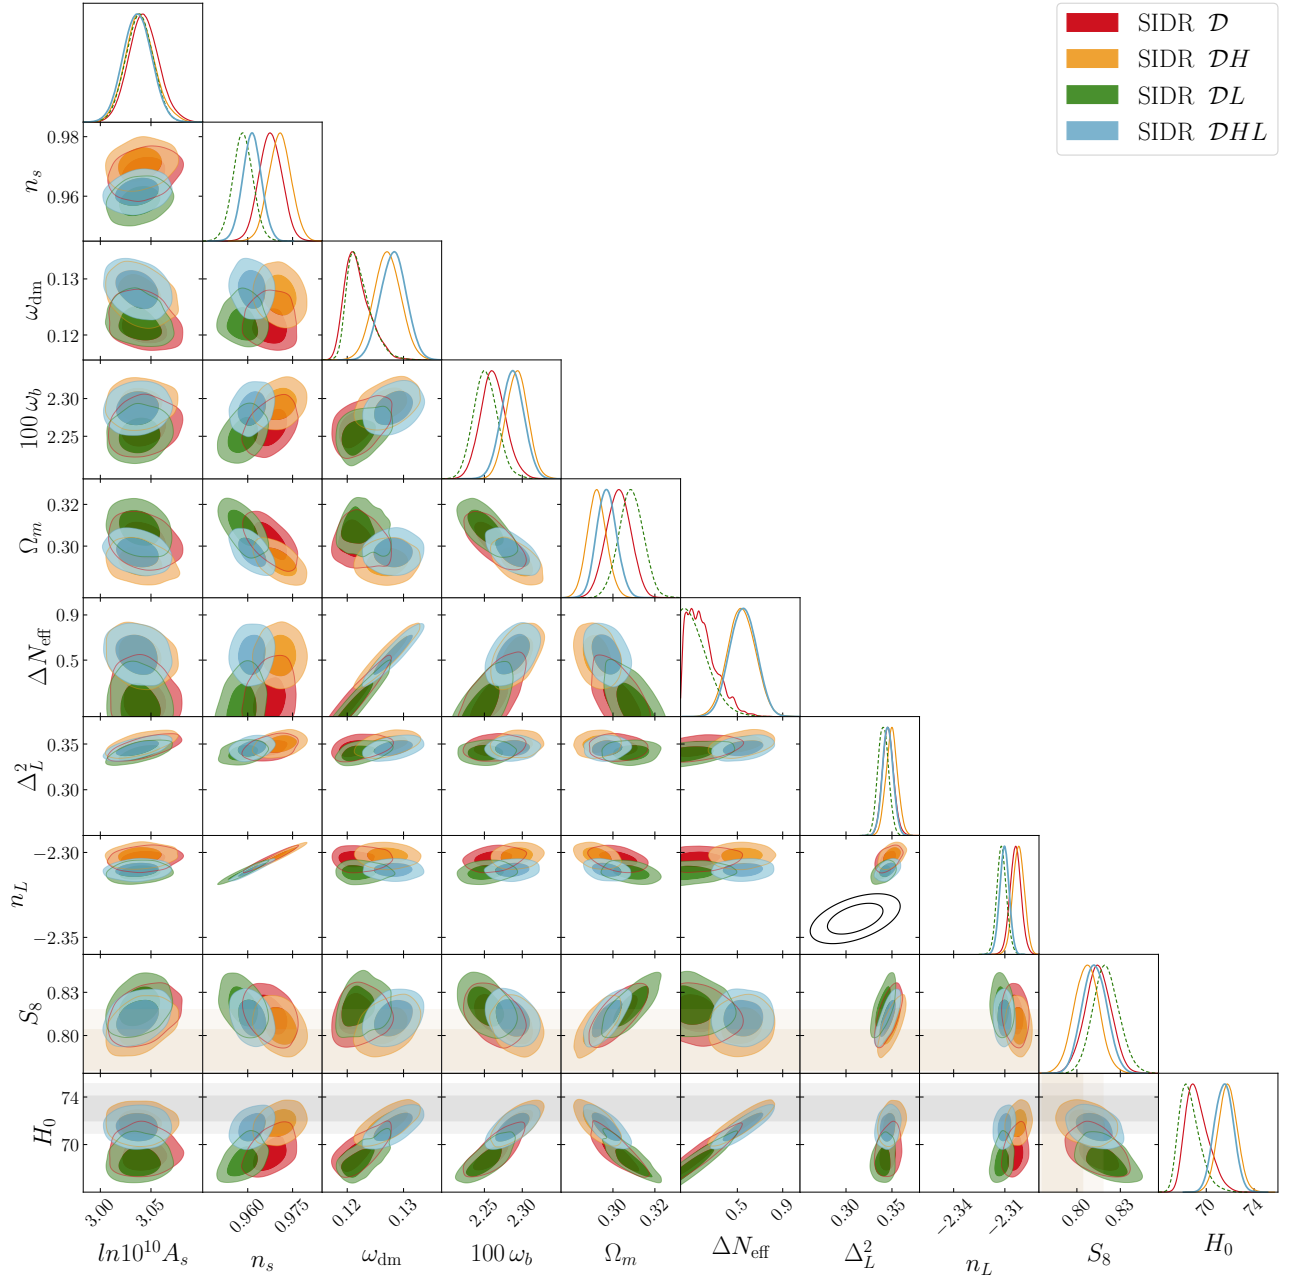 SIDR 𝒟
SIDR 𝒟H
SIDR 𝒟L
SIDR 𝒟HL
0.98
0.96
n_s
0.13
0.12
ω_dm
2.30
2.25
100 ω_b
0.32
0.30
Ω_m
0.9
0.5
ΔN_eff
0.35
0.30
Δ²_L
−2.30
−2.35
n_L
0.83
0.80
S_8
74
70
H_0
3.00 3.05 0.960 0.975 0.12 0.13 2.25 2.30 0.30 0.32 0.5 0.9 0.30 0.35 −2.34 −2.31 0.80 0.83 70 74
ln10^{10}A_s n_s ω_dm 100 ω_b Ω_m ΔN_eff Δ²_L n_L S_8 H_0